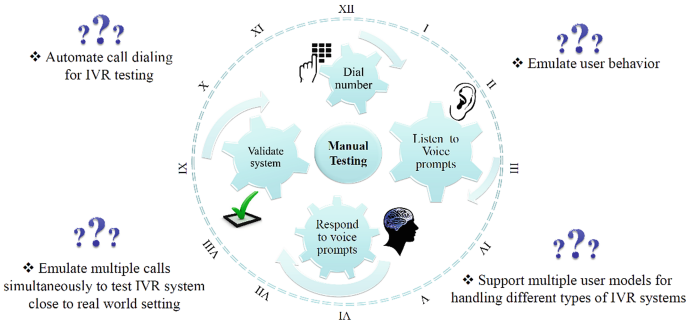 XII
XI
I
???
❖ Automate call dialing
for IVR testing
???
❖ Emulate user behavior
X
II
Dial
number
Validate
system
Manual
Testing
Listen to
Voice
prompts
IX
III
Respond
to voice
prompts
VIII
IV
VII
V
VI
???
❖ Emulate multiple calls
simultaneously to test IVR system
close to real world setting
???
❖ Support multiple user models for
handling different types of IVR systems